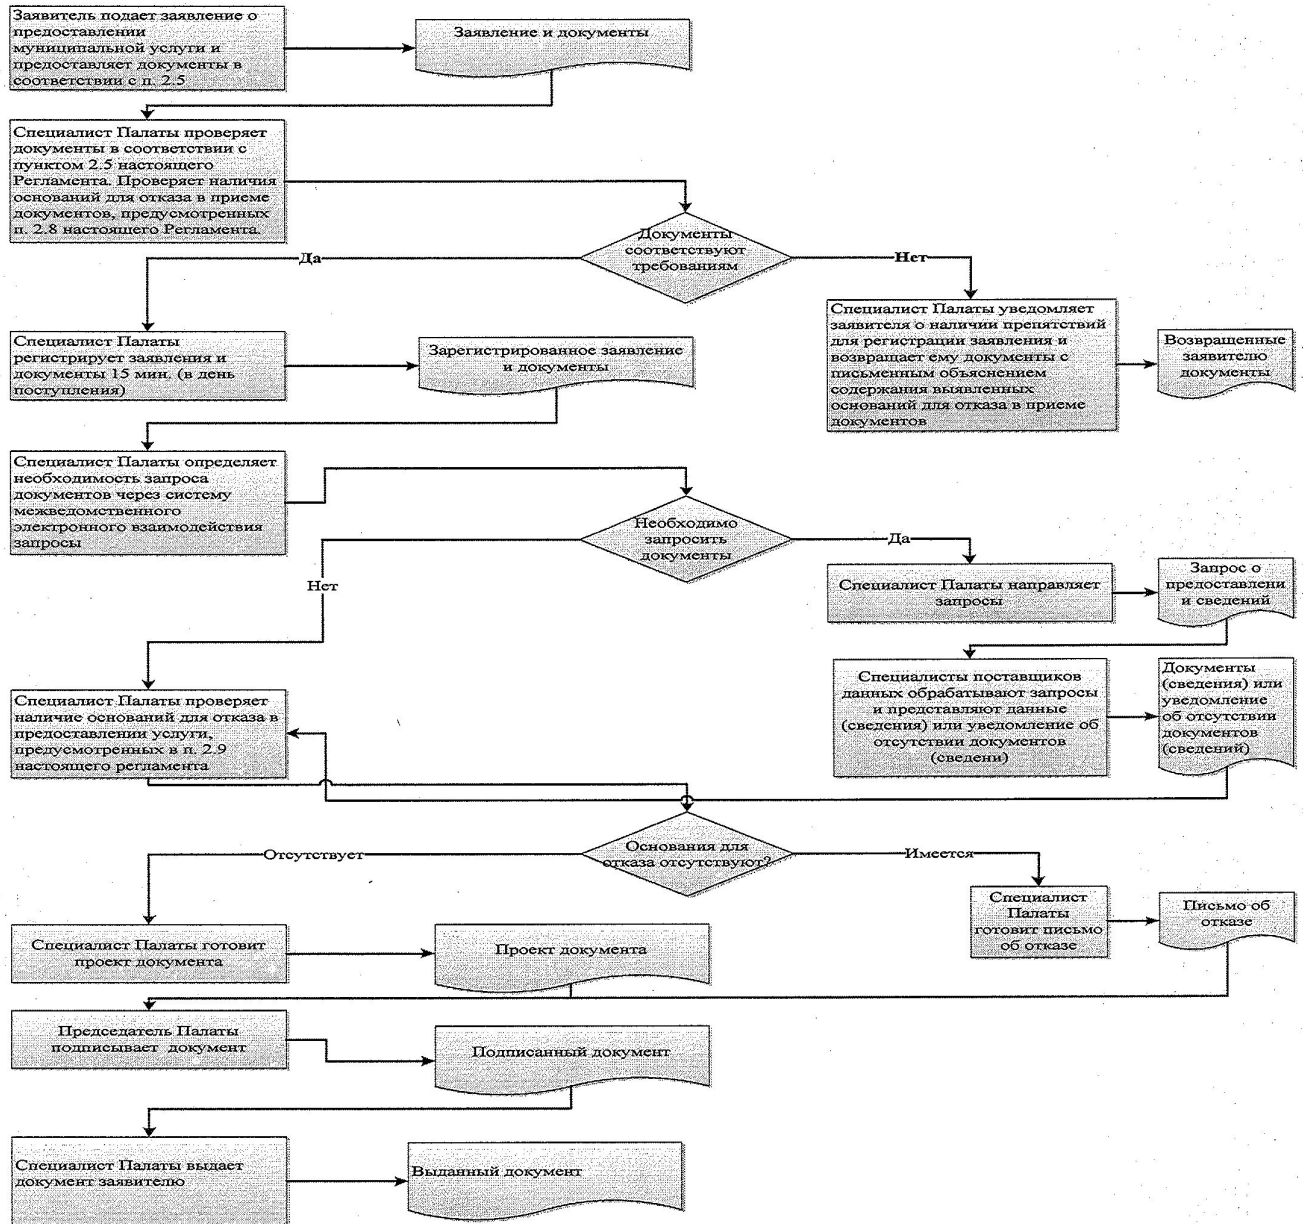 Заявитель подает заявление о
предоставлении
муниципальной услуги и
предоставляет документы в
соответствии с п. 2.5
Заявление и документы
Специалист Палаты проверяет
документы в соответствии с
пунктом 2.5 настоящего
Регламента. Проверяет наличия
оснований для отказа в приеме
документов, предусмотренных
п. 2.8 настоящего Регламента.
Документы
соответствуют
требованиям
Да
Нет
Специалист Палаты
регистрирует заявления и
документы 15 мин. (в день
поступления)
Зарегистрированное заявление
и документы
Специалист Палаты уведомляет
заявителя о наличии препятствий
для регистрации заявления и
возвращает ему документы с
письменным объяснением
содержания выявленных
оснований для отказа в приеме
документов
Возвращенные
заявителю
документы
Специалист Палаты определяет
необходимость запроса
документов через систему
межведомственного
электронного взаимодействия
запросы
Необходимо
запросить
документы
Да
Нет
Специалист Палаты направляет
запросы
Запрос о
предоставлени
и сведений
Специалисты поставщиков
данных обрабатывают запросы
и представляют данные
(сведения) или уведомление об
отсутствии документов
(сведени)
Документы
(сведения) или
уведомление
об отсутствии
документов
(сведений)
Специалист Палаты проверяет
наличие оснований для отказа в
предоставлении услуги,
предусмотренных в п. 2.9
настоящего регламента
Основания для
отказа отсутствуют?
Отсутствует
Имеется
Специалист
Палаты
готовит письмо
об отказе
Письмо об
отказе
Специалист Палаты готовит
проект документа
Проект документа
Председатель Палаты
подписывает документ
Подписанный документ
Специалист Палаты выдает
документ заявителю
Выданный документ